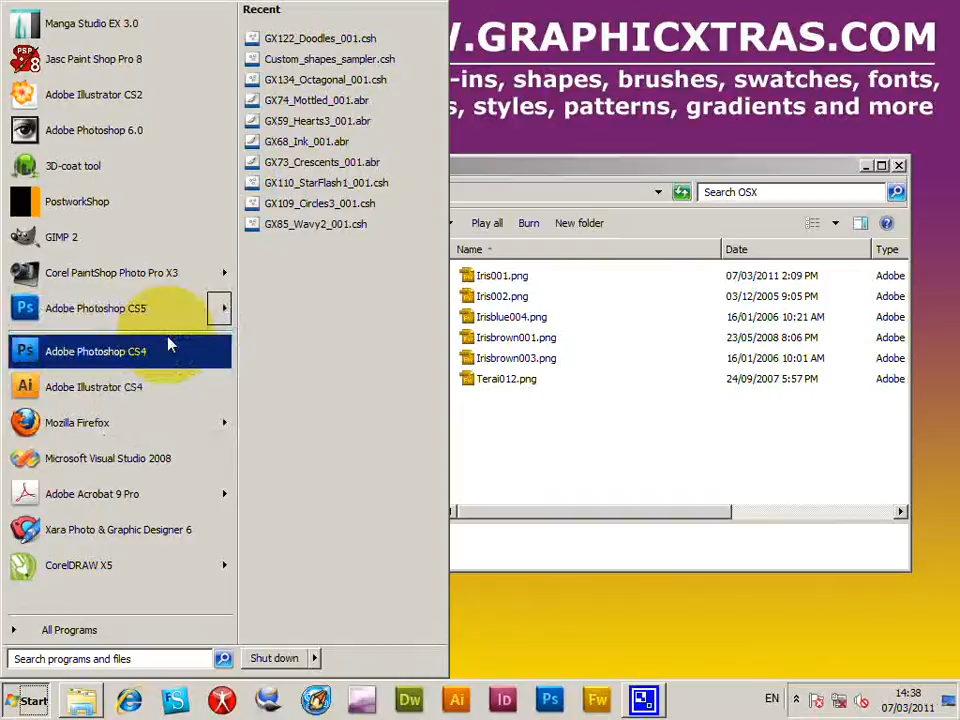 Manga Studio EX 3.0
Jasc Paint Shop Pro 8
Adobe Illustrator CS2
Adobe Photoshop 6.0
3D-coat tool
PostworkShop
GIMP 2
Corel PaintShop Photo Pro X3
Adobe Photoshop CS5
Adobe Photoshop CS4
Adobe Illustrator CS4
Mozilla Firefox
Microsoft Visual Studio 2008
Adobe Acrobat 9 Pro
Xara Photo & Graphic Designer 6
CorelDRAW X5
All Programs
Search programs and files
Recent
GX122_Doodles_001.csh
Custom_shapes_sampler.csh
GX134_Octagonal_001.csh
GX74_Mottled_001.abr
GX59_Hearts3_001.abr
GX68_Ink_001.abr
GX73_Crescents_001.abr
GX110_StarFlash1_001.csh
GX109_Circles3_001.csh
GX85_Wavy2_001.csh
Shut down
.GRAPHICXTRAS.COM
-ins, shapes, brushes, swatches, fonts,
s, styles, patterns, gradients and more
Search OSX
Play all Burn New folder
Name Date Type
Iris001.png 07/03/2011 2:09 PM Adobe
Iris002.png 03/12/2005 9:05 PM Adobe
Irisblue004.png 16/01/2006 10:21 AM Adobe
Irisbrown001.png 23/05/2008 8:06 PM Adobe
Irisbrown003.png 16/01/2006 10:01 AM Adobe
Terai012.png 24/09/2007 5:57 PM Adobe
Start
PSP 8
Ps
Ps
Ai
FS
Dw
Ai
Id
Ps
Fw
EN
14:38
07/03/2011